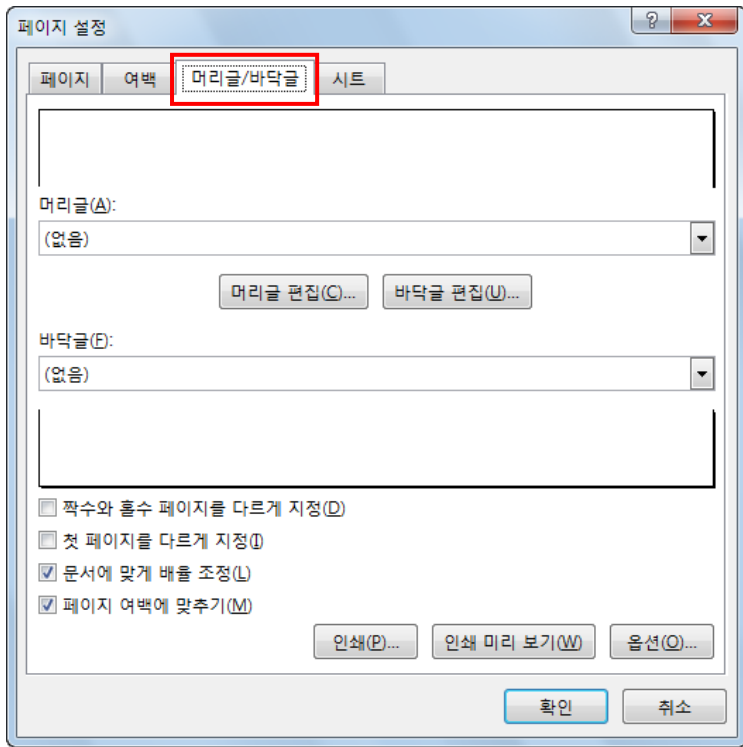 페이지 설정
페이지 여백 머리글/바닥글 시트
머리글(A):
(없음)
머리글 편집(C)... 바닥글 편집(U)...
바닥글(F):
(없음)
짝수와 홀수 페이지를 다르게 지정(D)
첫 페이지를 다르게 지정(I)
문서에 맞게 배율 조정(L)
페이지 여백에 맞추기(M)
인쇄(P)... 인쇄 미리 보기(W) 옵션(O)...
확인 취소